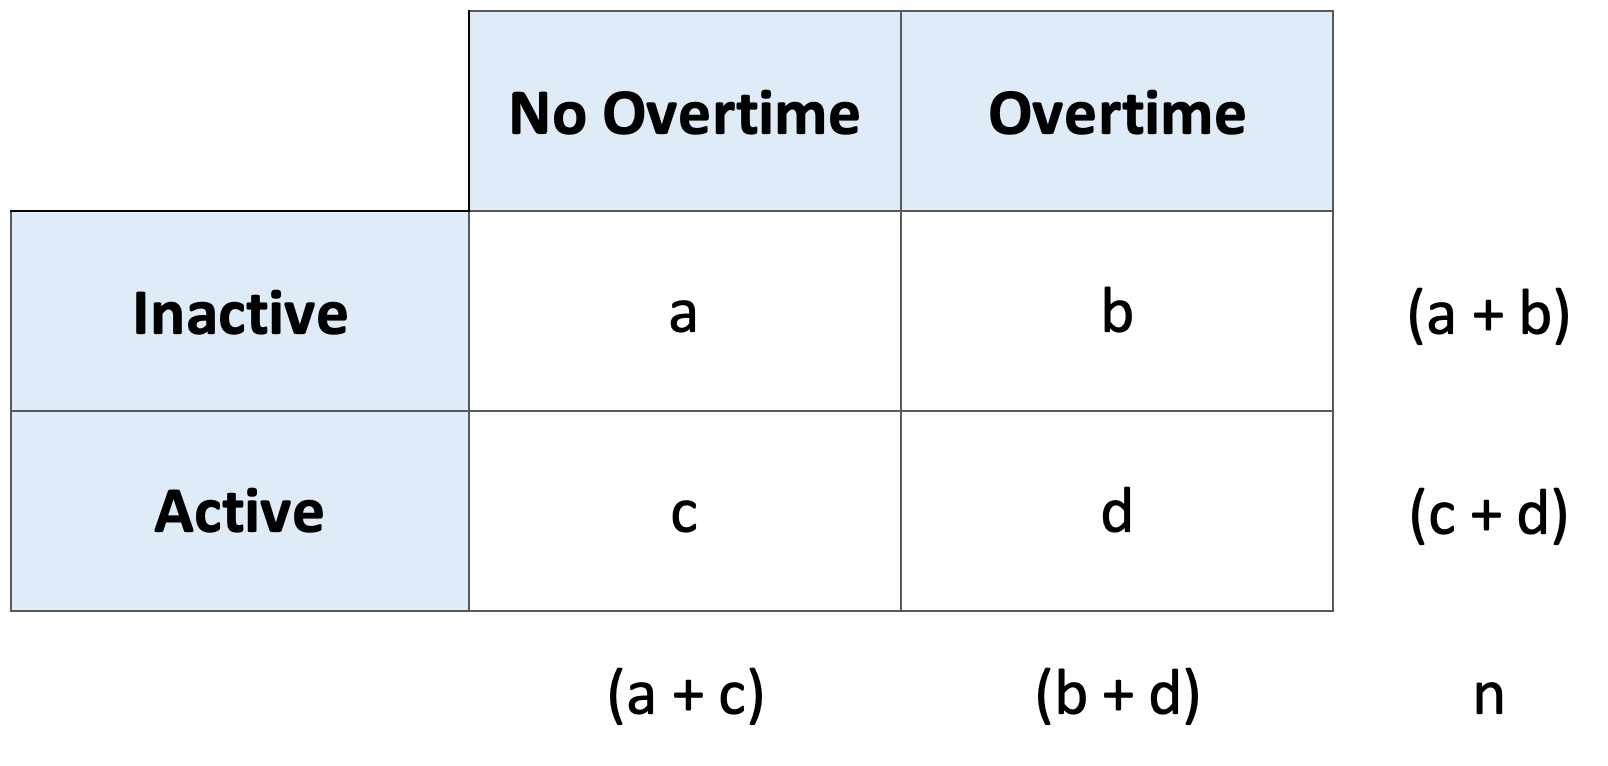 No Overtime Overtime
Inactive a b (a + b)
Active c d (c + d)
(a + c) (b + d) n